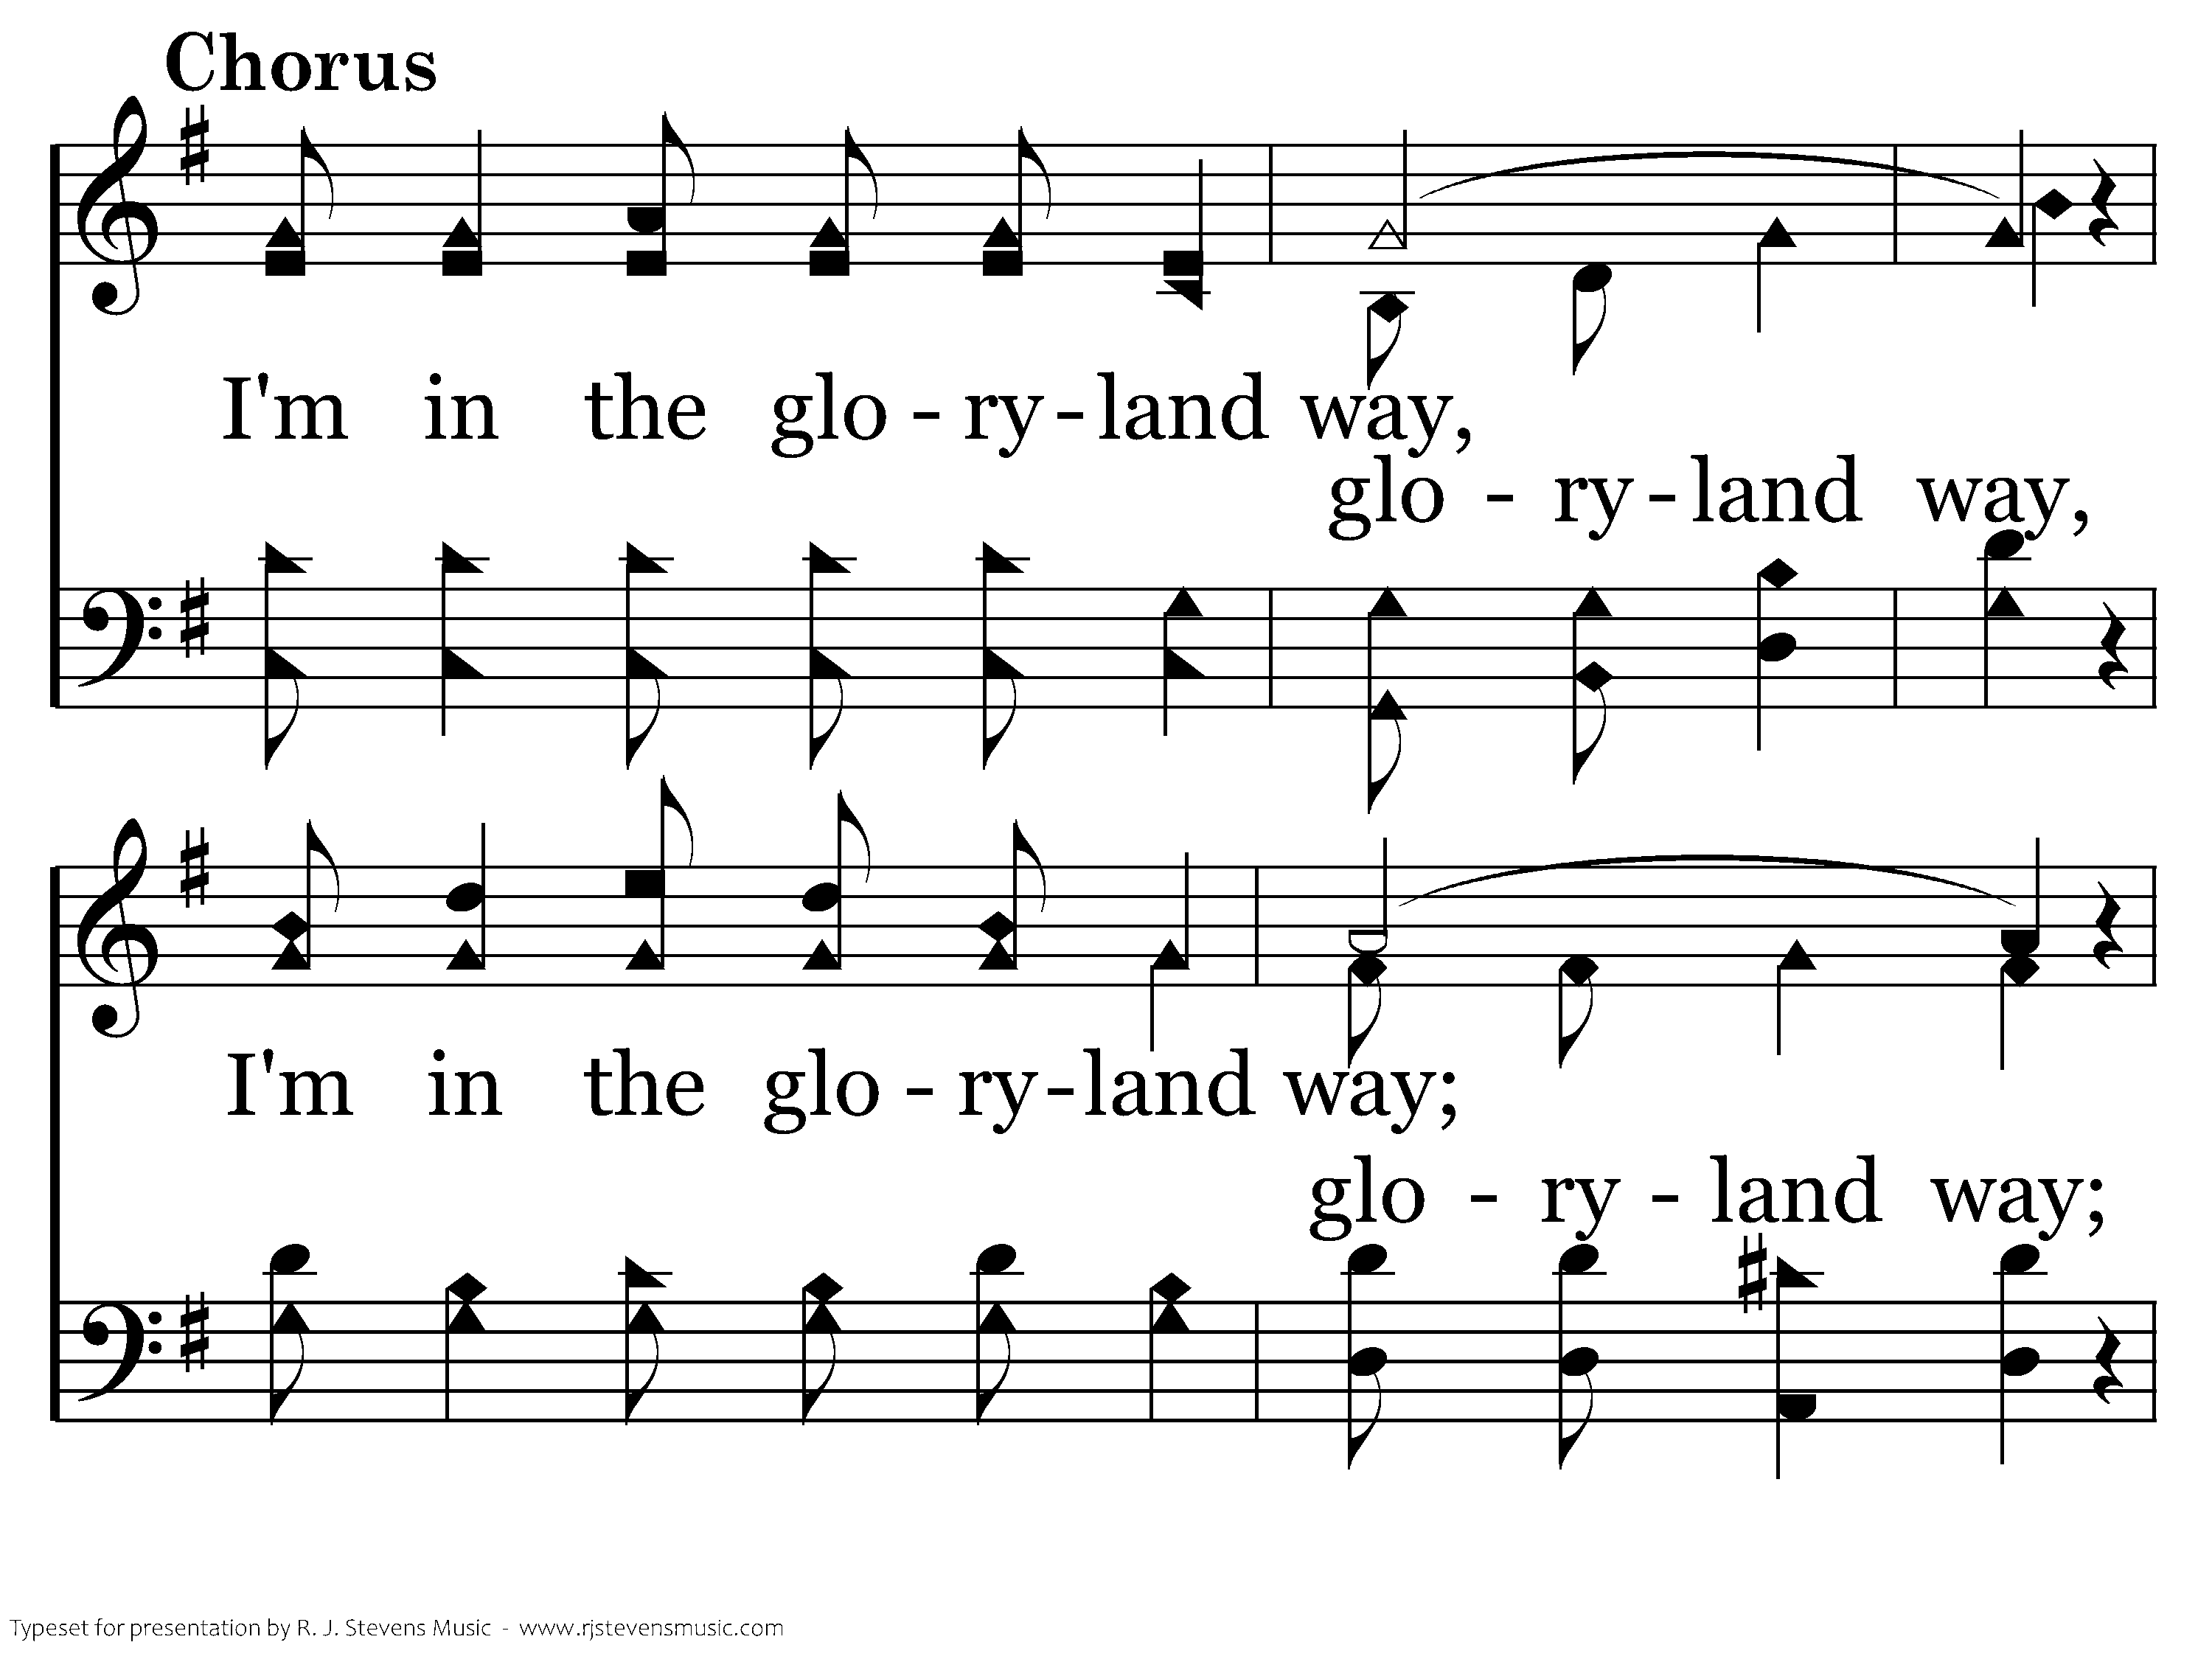 Chorus
I'm in the glo - ry - land way,
glo - ry - land way,
I'm in the glo - ry - land way;
glo - ry - land way;
Typeset for presentation by R. J. Stevens Music - www.rjstevensmusic.com